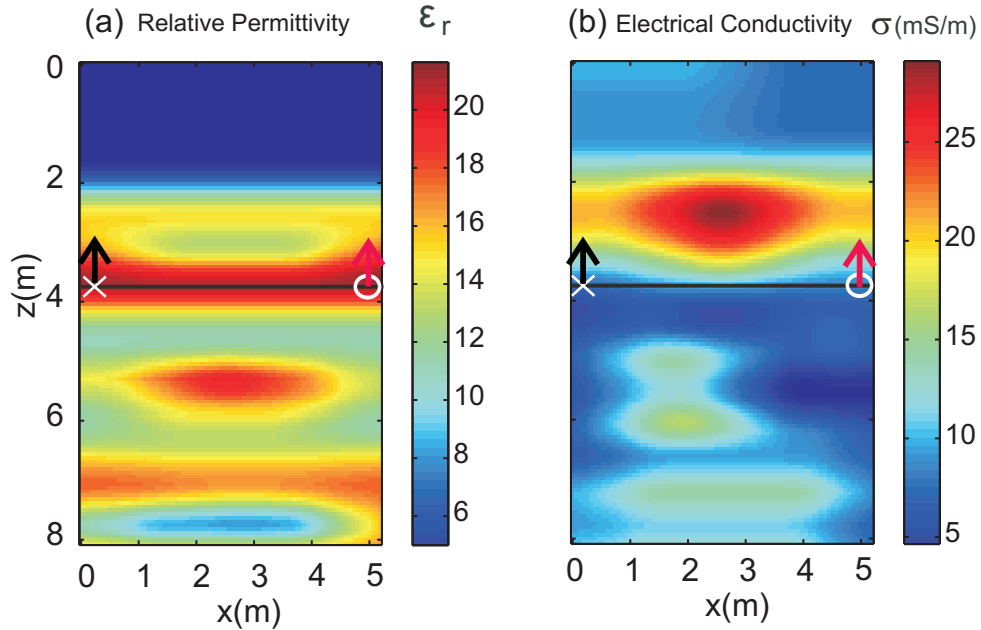 (a) Relative Permittivity
εr
0
2
4
6
8
z(m)
0 1 2 3 4 5
x(m)
20
18
16
14
12
10
8
6
(b) Electrical Conductivity
σ(mS/m)
0 1 2 3 4 5
x(m)
25
20
15
10
5